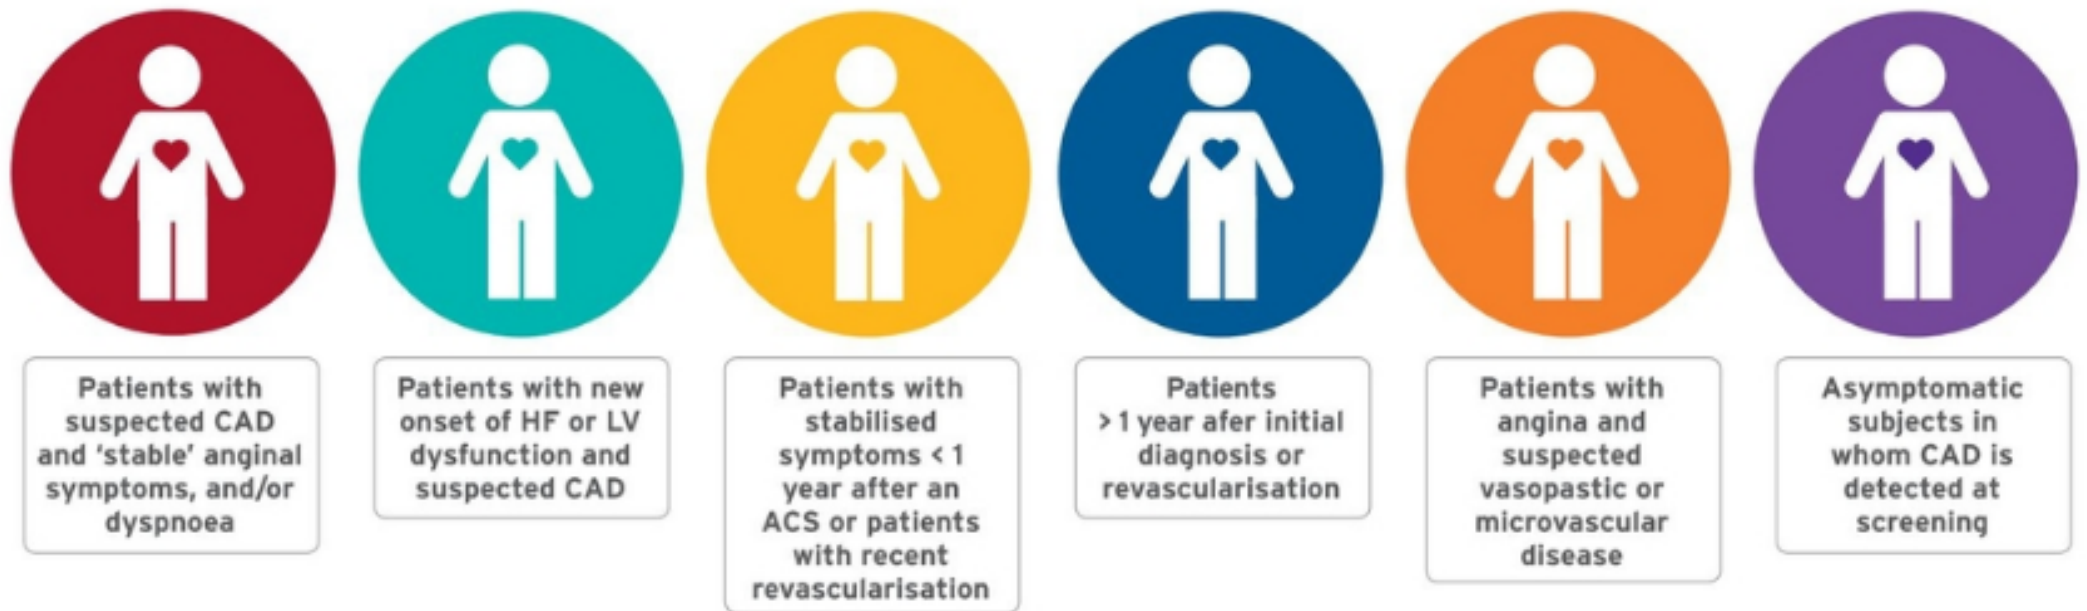 Patients with
suspected CAD
and ‘stable’ anginal
symptoms, and/or
dyspnoea
Patients with new
onset of HF or LV
dysfunction and
suspected CAD
Patients with
stabilised
symptoms < 1
year after an
ACS or patients
with recent
revascularisation
Patients
> 1 year afer initial
diagnosis or
revascularisation
Patients with
angina and
suspected
vasopastic or
microvascular
disease
Asymptomatic
subjects in
whom CAD is
detected at
screening